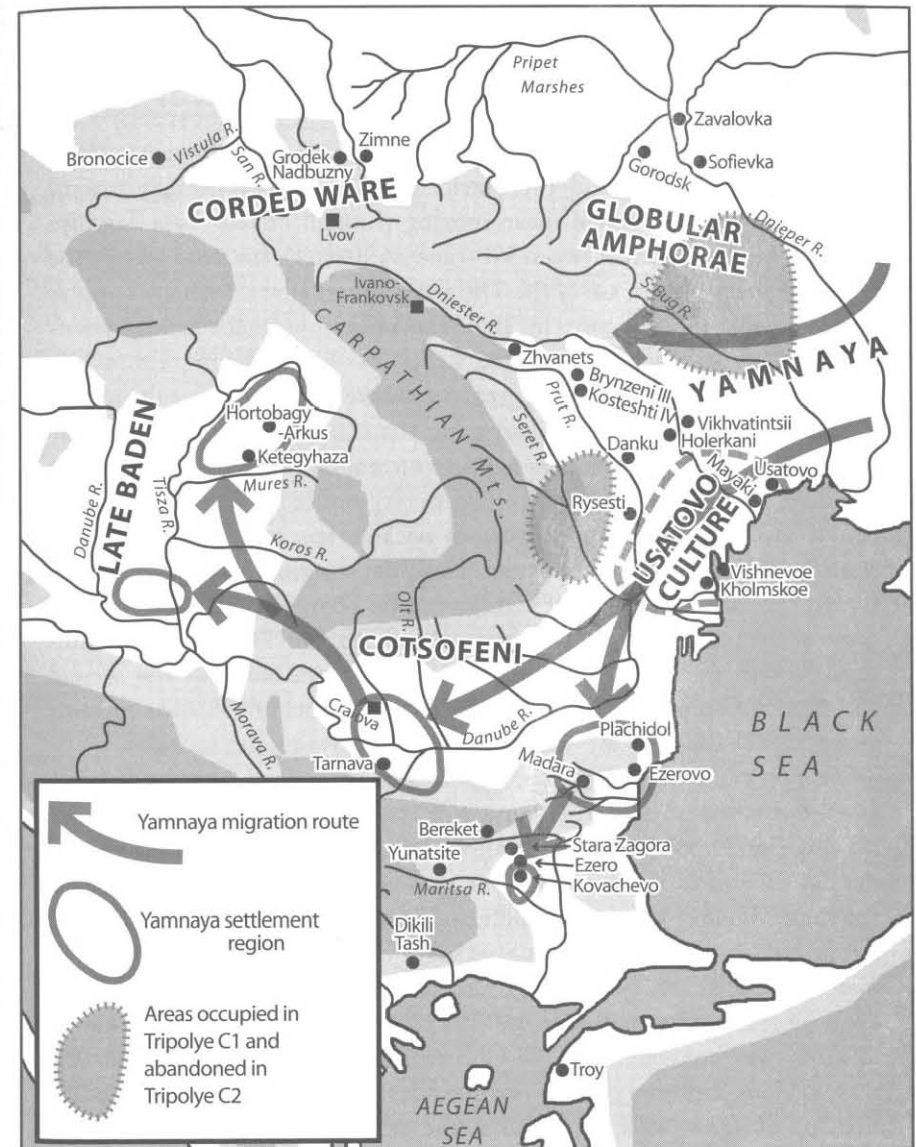 Pripet
Marshes
Zavalovka
Bronocice
Vistula R.
San R.
Grodek
Nadbuzny
Zimne
Gorodsk
Sofievka
CORDED WARE
Lvov
GLOBULAR
AMPHORAE
Dnieper R.
Ivano-
Frankovsk
Dniester R.
S. Bug R.
CARPATHIAN Mts.
Zhvanets
YAMNAYA
Brynzeni III
Kosteshti IV
Prut R.
Seret R.
Hortobagy
-Arkus
Ketegyhaza
Vikhvatintsii
Holerkani
Danku
Mayaki
Usatovo
LATE BADEN
Danube R.
Tisza R.
Mures R.
Rysesti
USATOVO
CULTURE
Koros R.
Vishnevoe
Kholmskoe
Olt R.
COTSOFENI
Craiova
Danube R.
Morava R.
Plachidol
BLACK
SEA
Tarnava
Madara
Ezerovo
Bereket
Stara Zagora
Yunatsite
Ezero
Maritsa R.
Kovachevo
Dikili
Tash
Troy
AEGEAN
SEA
Yamnaya migration route
Yamnaya settlement
region
Areas occupied in
Tripolye C1 and
abandoned in
Tripolye C2